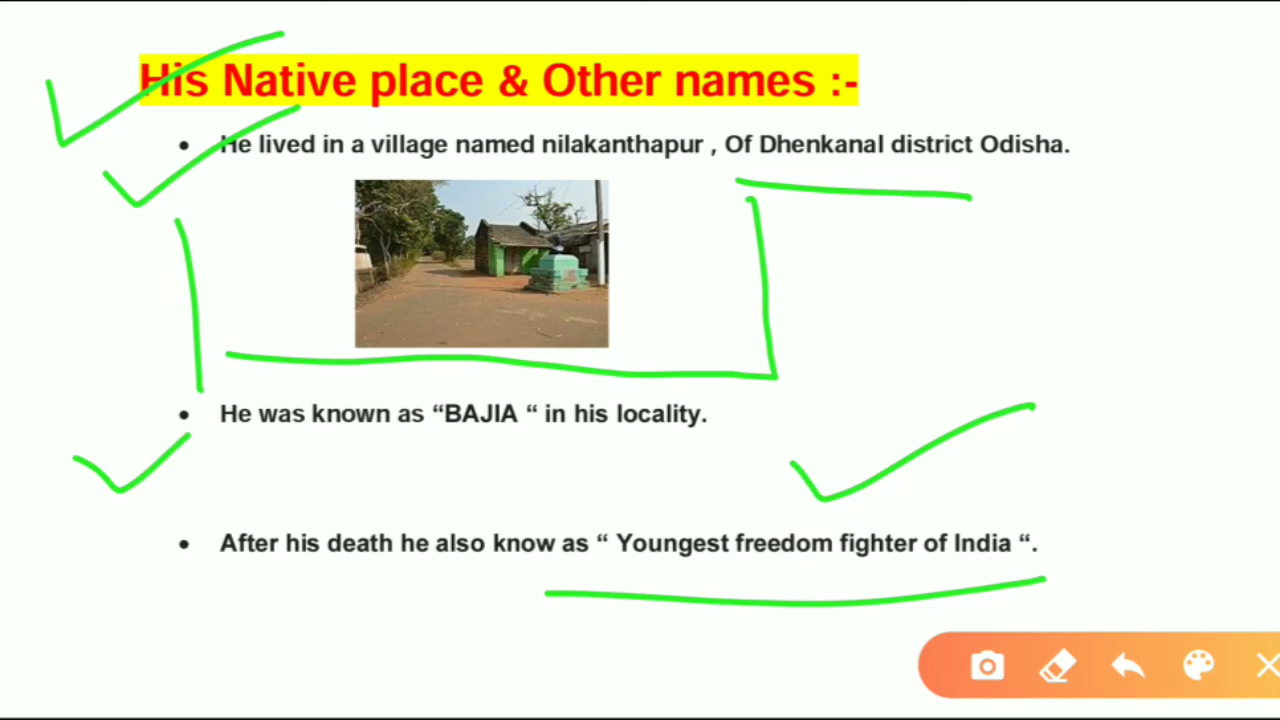 His Native place & Other names :-
He lived in a village named nilakanthapur , Of Dhenkanal district Odisha.
He was known as “BAJIA “ in his locality.
After his death he also know as “ Youngest freedom fighter of India “.